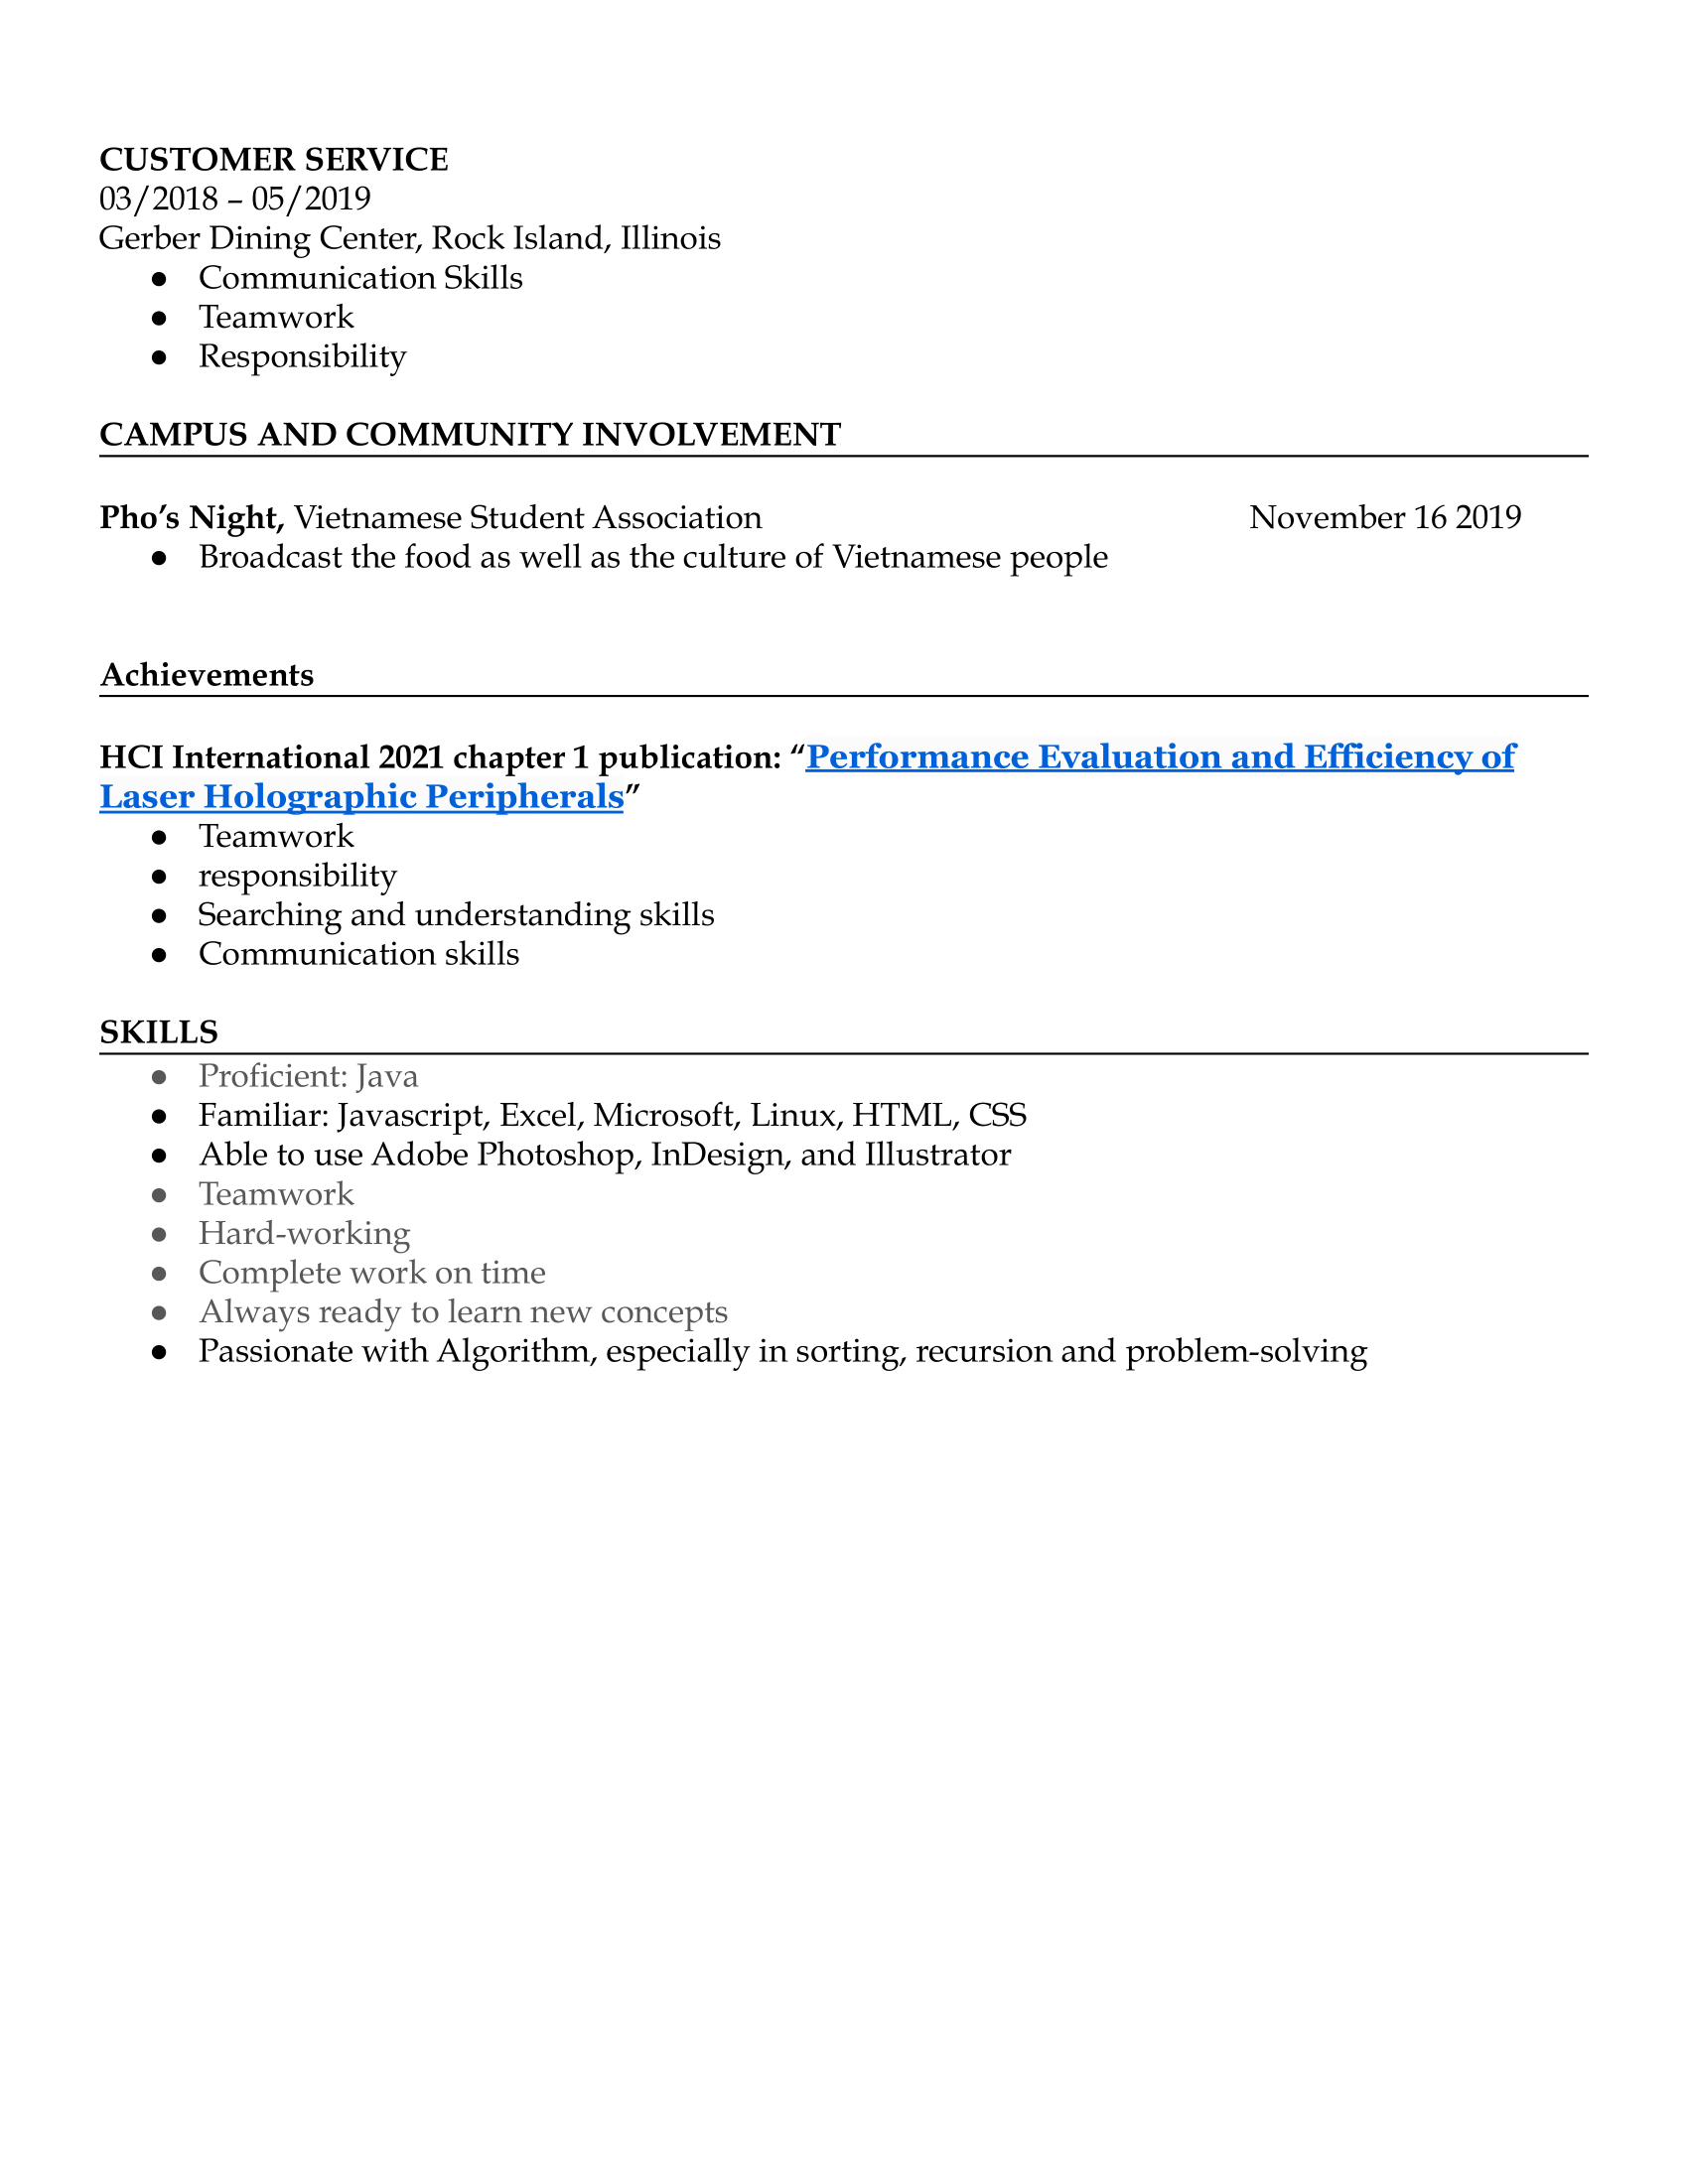 CUSTOMER SERVICE
03/2018 – 05/2019
Gerber Dining Center, Rock Island, Illinois
● Communication Skills
● Teamwork
● Responsibility
CAMPUS AND COMMUNITY INVOLVEMENT
Pho’s Night, Vietnamese Student Association November 16 2019
● Broadcast the food as well as the culture of Vietnamese people
Achievements
HCI International 2021 chapter 1 publication: “Performance Evaluation and Efficiency of
Laser Holographic Peripherals”
● Teamwork
● responsibility
● Searching and understanding skills
● Communication skills
SKILLS
● Proficient: Java
● Familiar: Javascript, Excel, Microsoft, Linux, HTML, CSS
● Able to use Adobe Photoshop, InDesign, and Illustrator
● Teamwork
● Hard-working
● Complete work on time
● Always ready to learn new concepts
● Passionate with Algorithm, especially in sorting, recursion and problem-solving